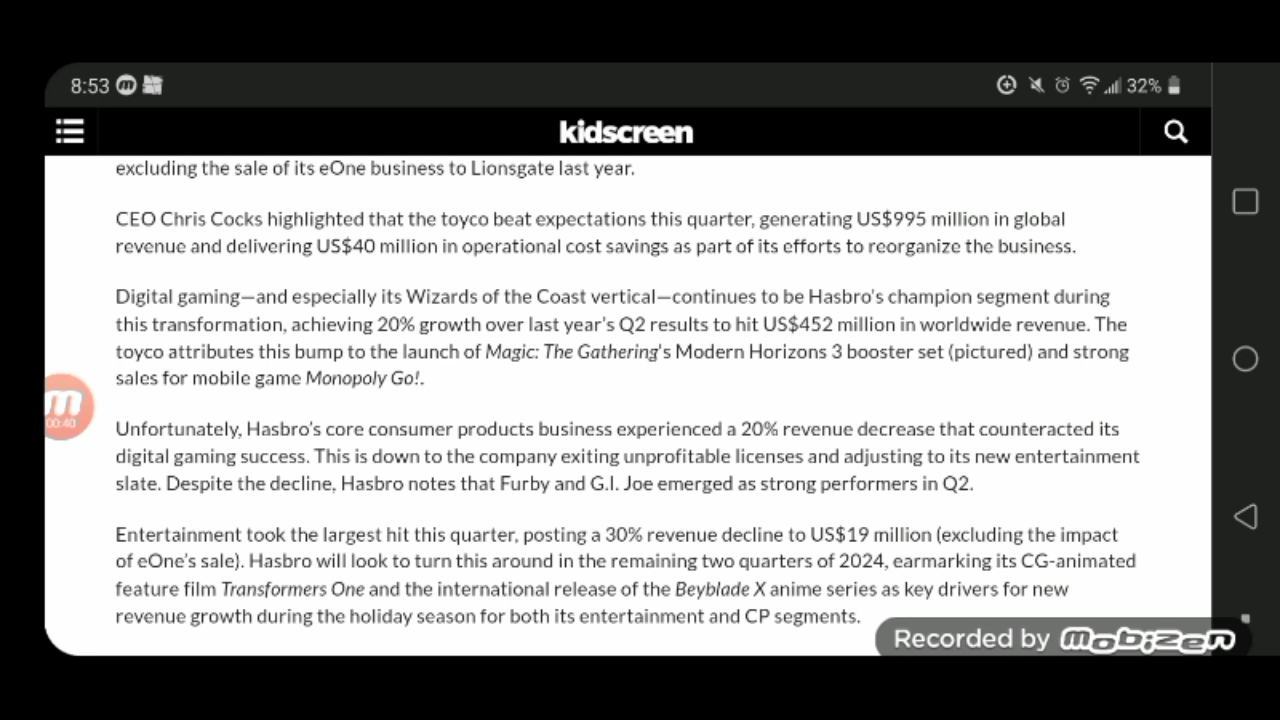 8:53
32%
kidscreen
excluding the sale of its eOne business to Lionsgate last year.
CEO Chris Cocks highlighted that the toyco beat expectations this quarter, generating US$995 million in global
revenue and delivering US$40 million in operational cost savings as part of its efforts to reorganize the business.
Digital gaming—and especially its Wizards of the Coast vertical—continues to be Hasbro's champion segment during
this transformation, achieving 20% growth over last year's Q2 results to hit US$452 million in worldwide revenue. The
toyco attributes this bump to the launch of Magic: The Gathering's Modern Horizons 3 booster set (pictured) and strong
sales for mobile game Monopoly Go!.
m
00:40
Unfortunately, Hasbro's core consumer products business experienced a 20% revenue decrease that counteracted its
digital gaming success. This is down to the company exiting unprofitable licenses and adjusting to its new entertainment
slate. Despite the decline, Hasbro notes that Furby and G.I. Joe emerged as strong performers in Q2.
Entertainment took the largest hit this quarter, posting a 30% revenue decline to US$19 million (excluding the impact
of eOne's sale). Hasbro will look to turn this around in the remaining two quarters of 2024, earmarking its CG-animated
feature film Transformers One and the international release of the Beyblade X anime series as key drivers for new
revenue growth during the holiday season for both its entertainment and CP segments.
Recorded by mobizen